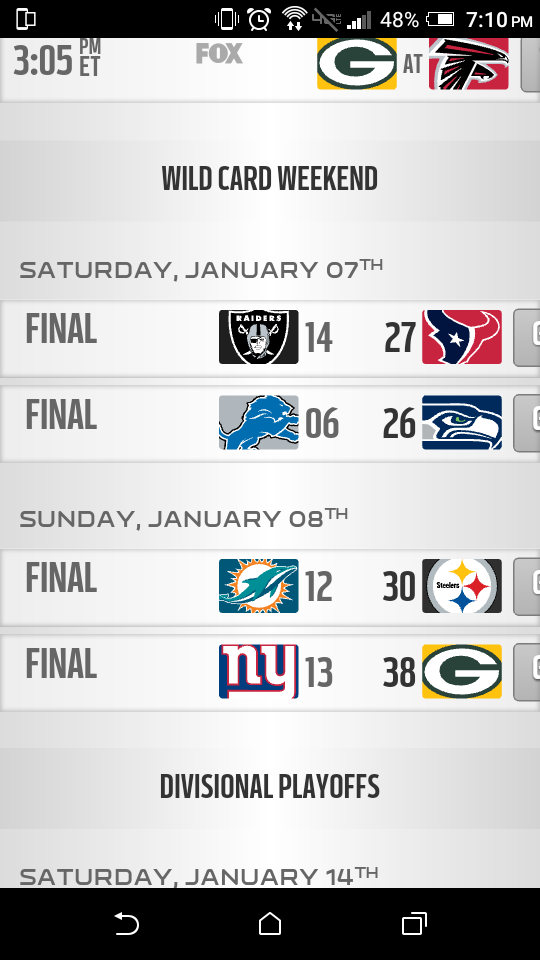 48% 7:10 PM
3:05 PM ET FOX G AT
WILD CARD WEEKEND
SATURDAY, JANUARY 07TH
FINAL RAIDERS 14 27
FINAL 06 26
SUNDAY, JANUARY 08TH
FINAL 12 30 Steelers
FINAL ny 13 38 G
DIVISIONAL PLAYOFFS
SATURDAY, JANUARY 14TH